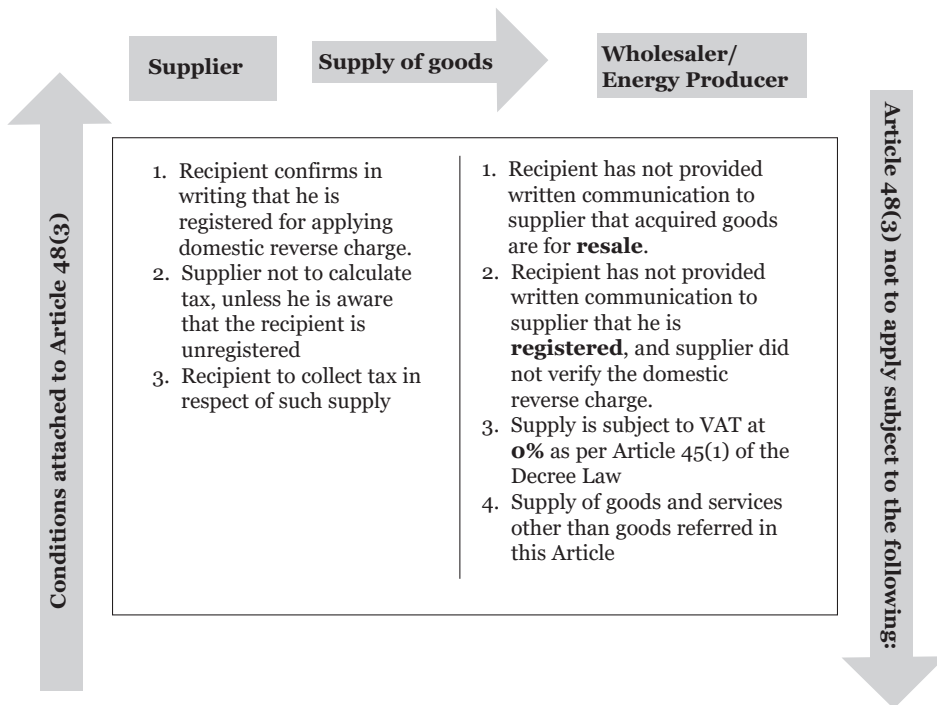 Supplier
Supply of goods
Wholesaler/
Energy Producer
Conditions attached to Article 48(3)
1. Recipient confirms in
writing that he is
registered for applying
domestic reverse charge.
2. Supplier not to calculate
tax, unless he is aware
that the recipient is
unregistered
3. Recipient to collect tax in
respect of such supply
1. Recipient has not provided
written communication to
supplier that acquired goods
are for resale.
2. Recipient has not provided
written communication to
supplier that he is
registered, and supplier did
not verify the domestic
reverse charge.
3. Supply is subject to VAT at
0% as per Article 45(1) of the
Decree Law
4. Supply of goods and services
other than goods referred in
this Article
Article 48(3) not to apply subject to the following: